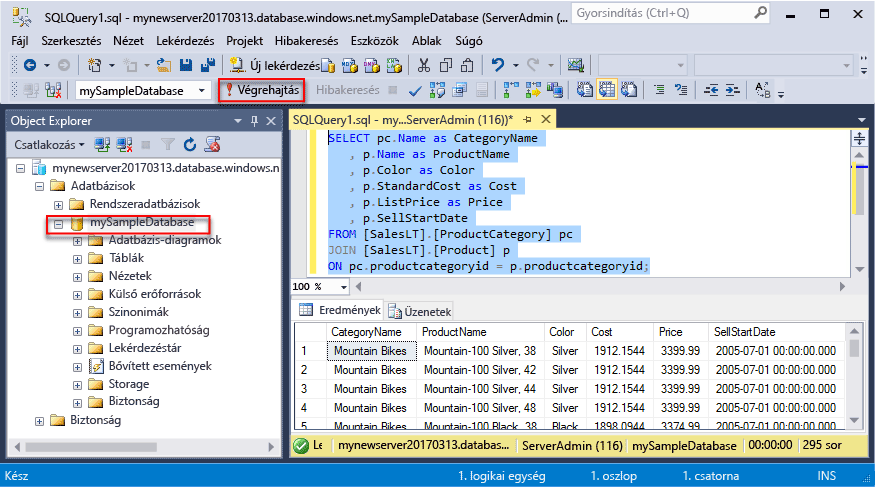 SQLQuery1.sql - mynewserver20170313.database.windows.net.mySampleDatabase (ServerAdmin (116))*...
Gyorsindítás (Ctrl+Q)
Fájl Szerkesztés Nézet Lekérdezés Projekt Hibakeresés Eszközök Ablak Súgó
Új lekérdezés
mySampleDatabase
Végrehajtás
Hibakeresés
Object Explorer
Csatlakozás
mynewserver20170313.database.windows.n
Adatbázisok
Rendszeradatbázisok
mySampleDatabase
Adatbázis-diagramok
Táblák
Nézetek
Külső erőforrások
Szinonimák
Programozhatóság
Lekérdezéstár
Bővített események
Storage
Biztonság
Biztonság
SQLQuery1.sql - my...ServerAdmin (116))*
SELECT pc.Name as CategoryName
, p.Name as ProductName
, p.Color as Color
, p.StandardCost as Cost
, p.ListPrice as Price
, p.SellStartDate
FROM [SalesLT].[ProductCategory] pc
JOIN [SalesLT].[Product] p
ON pc.productcategoryid = p.productcategoryid;
100 %
Eredmények Üzenetek
CategoryName ProductName Color Cost Price SellStartDate
1 Mountain Bikes Mountain-100 Silver, 38 Silver 1912.1544 3399.99 2005-07-01 00:00:00.000
2 Mountain Bikes Mountain-100 Silver, 42 Silver 1912.1544 3399.99 2005-07-01 00:00:00.000
3 Mountain Bikes Mountain-100 Silver, 44 Silver 1912.1544 3399.99 2005-07-01 00:00:00.000
4 Mountain Bikes Mountain-100 Silver, 48 Silver 1912.1544 3399.99 2005-07-01 00:00:00.000
5 Mountain Bikes Mountain-100 Black, 38 Black 1898.0944 3374.99 2005-07-01 00:00:00.000
mynewserver20170313.databas... ServerAdmin (116) mySampleDatabase 00:00:00 295 sor
Kész 1. logikai egység 1. oszlop 1. csatorna INS